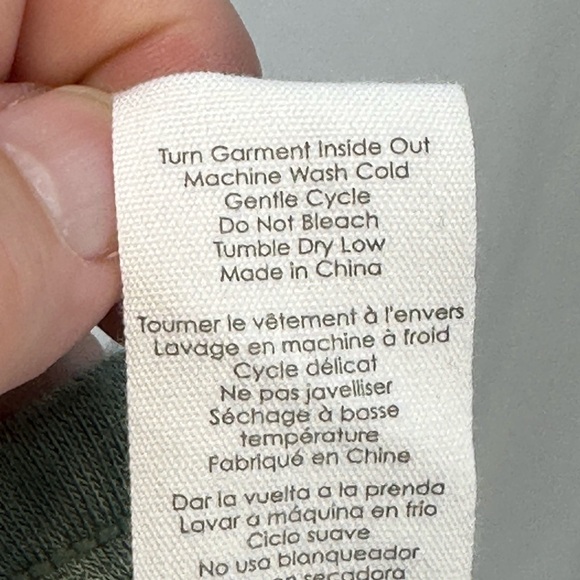 Turn Garment Inside Out
Machine Wash Cold
Gentle Cycle
Do Not Bleach
Tumble Dry Low
Made in China
Tourner le vêtement à l'envers
Lavage en machine à froid
Cycle délicat
Ne pas javelliser
Séchage à basse
température
Fabriqué en Chine
Dar la vuelta a la prenda
Lavar a máquina en frío
Ciclo suave
No usa blanqueador
en secadora